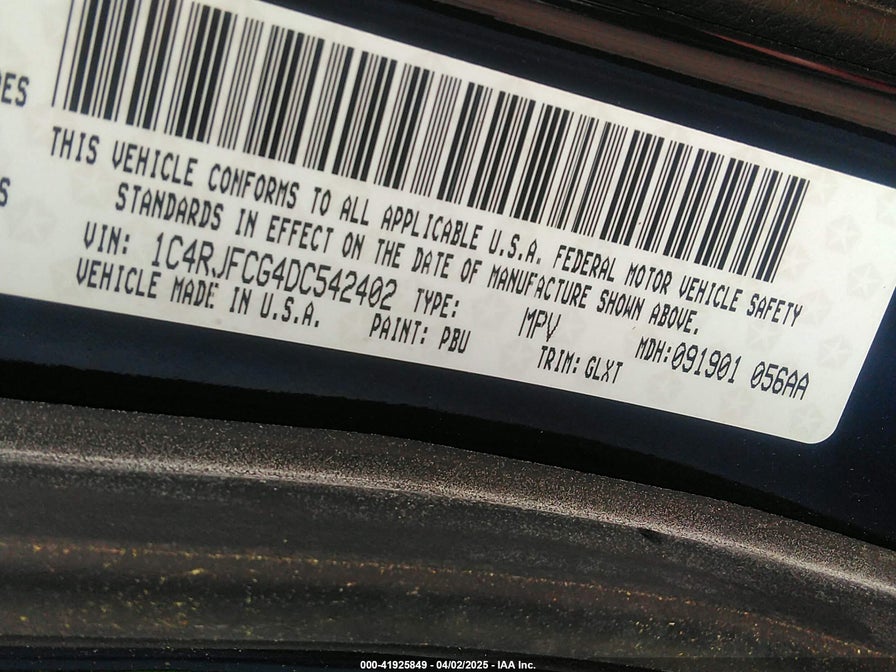 DES
S
THIS VEHICLE CONFORMS TO ALL APPLICABLE U.S.A. FEDERAL MOTOR VEHICLE SAFETY
STANDARDS IN EFFECT ON THE DATE OF MANUFACTURE SHOWN ABOVE.
VIN: 1C4RJFCG4DC542402 TYPE: MPV MDH:091901 056AA
VEHICLE MADE IN U.S.A. PAINT: PBU TRIM: GLXT
000-41925849 - 04/02/2025 - IAA Inc.